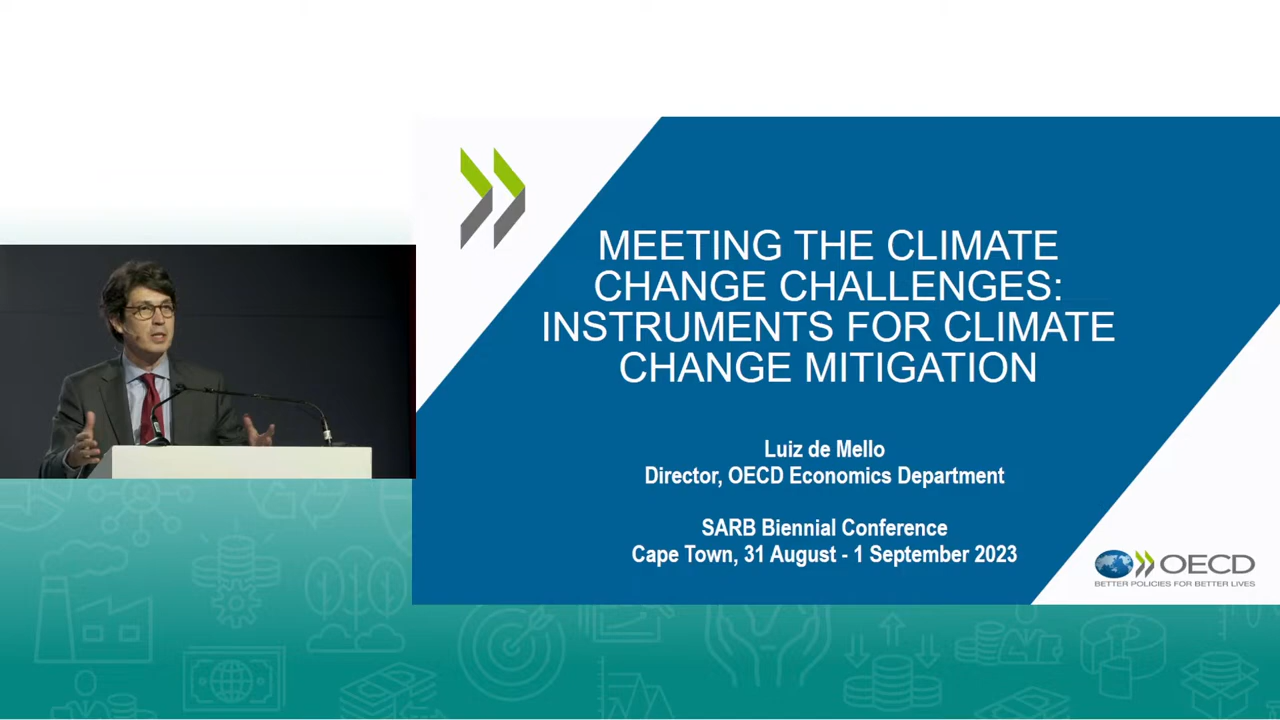 MEETING THE CLIMATE
CHANGE CHALLENGES:
INSTRUMENTS FOR CLIMATE
CHANGE MITIGATION
Luiz de Mello
Director, OECD Economics Department
SARB Biennial Conference
Cape Town, 31 August - 1 September 2023
OECD
BETTER POLICIES FOR BETTER LIVES